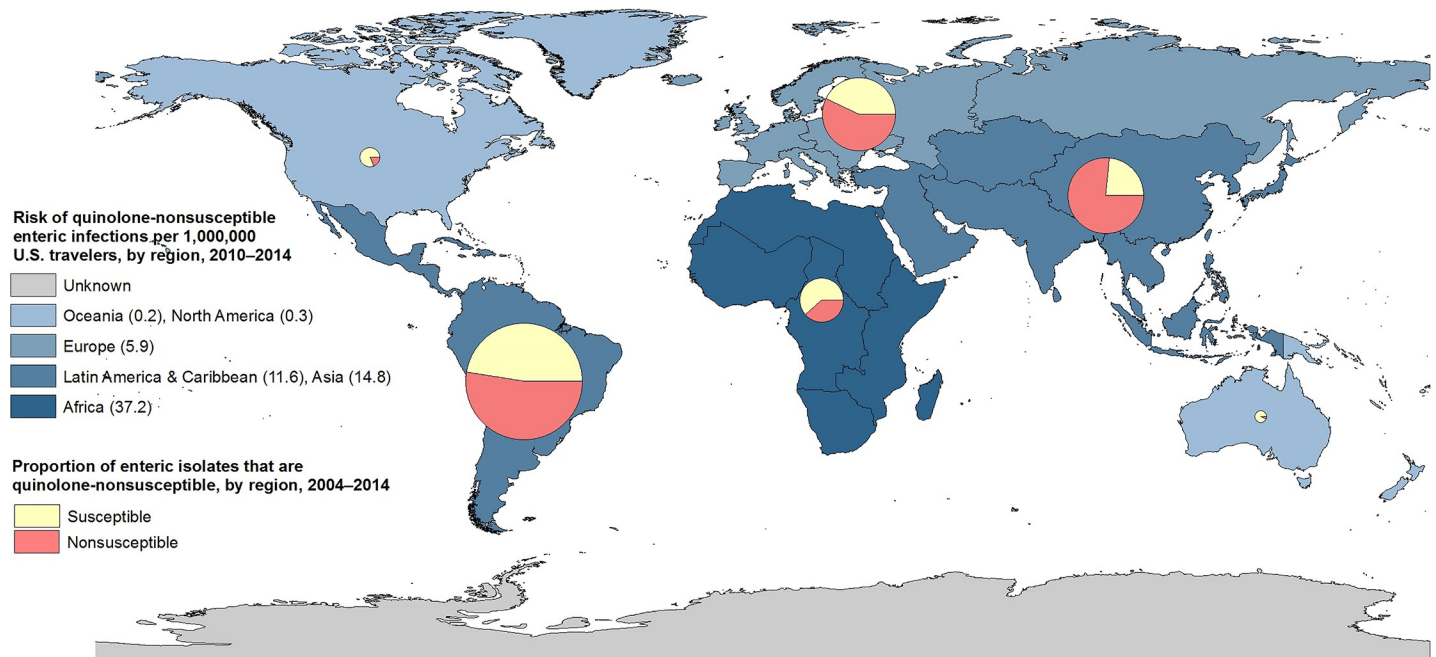 Risk of quinolone-nonsusceptible
enteric infections per 1,000,000
U.S. travelers, by region, 2010–2014
Unknown
Oceania (0.2), North America (0.3)
Europe (5.9)
Latin America & Caribbean (11.6), Asia (14.8)
Africa (37.2)
Proportion of enteric isolates that are
quinolone-nonsusceptible, by region, 2004–2014
Susceptible
Nonsusceptible